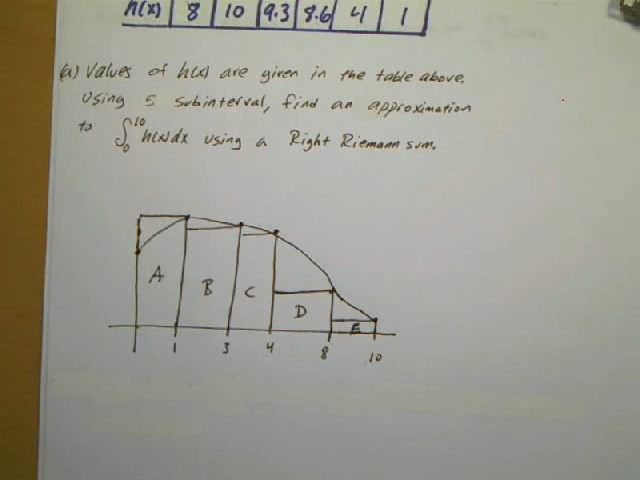 h(x) 8 10 9.3 8.6 4 1
(a) Values of h(x) are given in the table above.
Using 5 subinterval, find an approximation
to ∫₀¹⁰ h(x)dx using a Right Riemann sum.
A B C D E
1 3 4 8 10